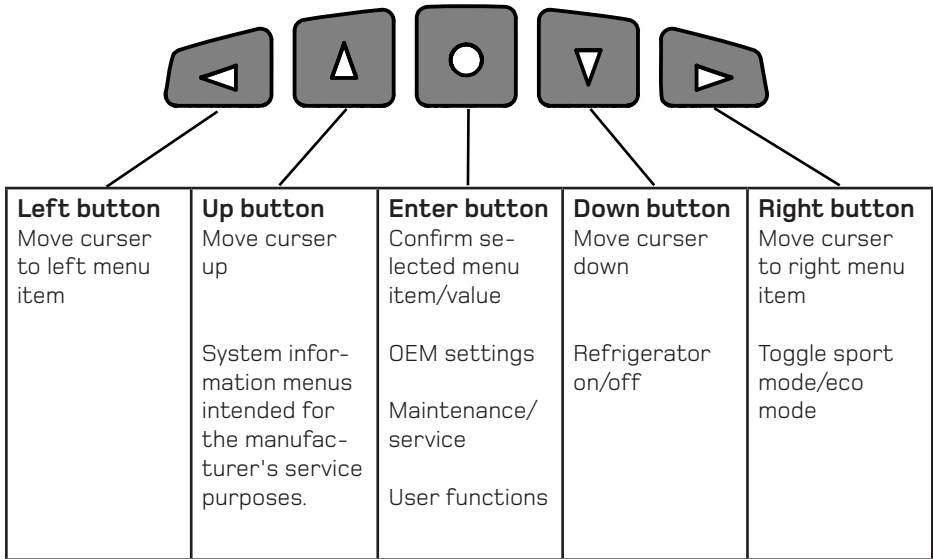 Left button
Move curser
to left menu
item
Up button
Move curser
up
System infor-
mation menus
intended for
the manufac-
turer's service
purposes.
Enter button
Confirm se-
lected menu
item/value
OEM settings
Maintenance/
service
User functions
Down button
Move curser
down
Refrigerator
on/off
Right button
Move curser
to right menu
item
Toggle sport
mode/eco
mode